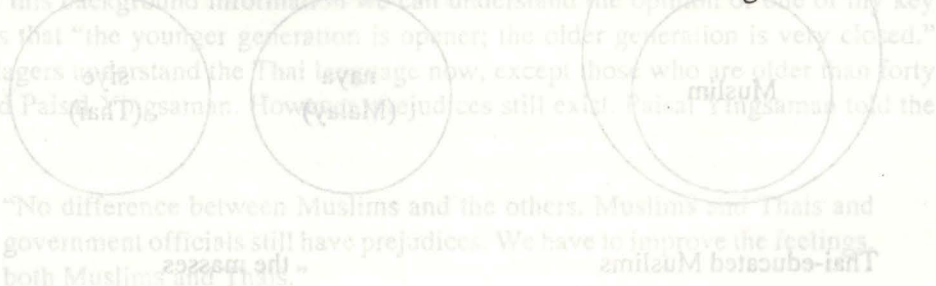 this background information we can understand the opinion of one of my key
s that "the younger generation is opener; the older generation is very closed."
agers understand the Thai language now, except those who are older than forty
d Paisal Yingsaman. However prejudices still exist. Paisal Yingsaman told the
"No difference between Muslims and the others. Muslims and Thais and
government officials still have prejudices. We have to improve the feelings
both Muslims and Thais.
siye
(Thai)
naya
(Malay)
Muslim
Thai-educated Muslims
the masses